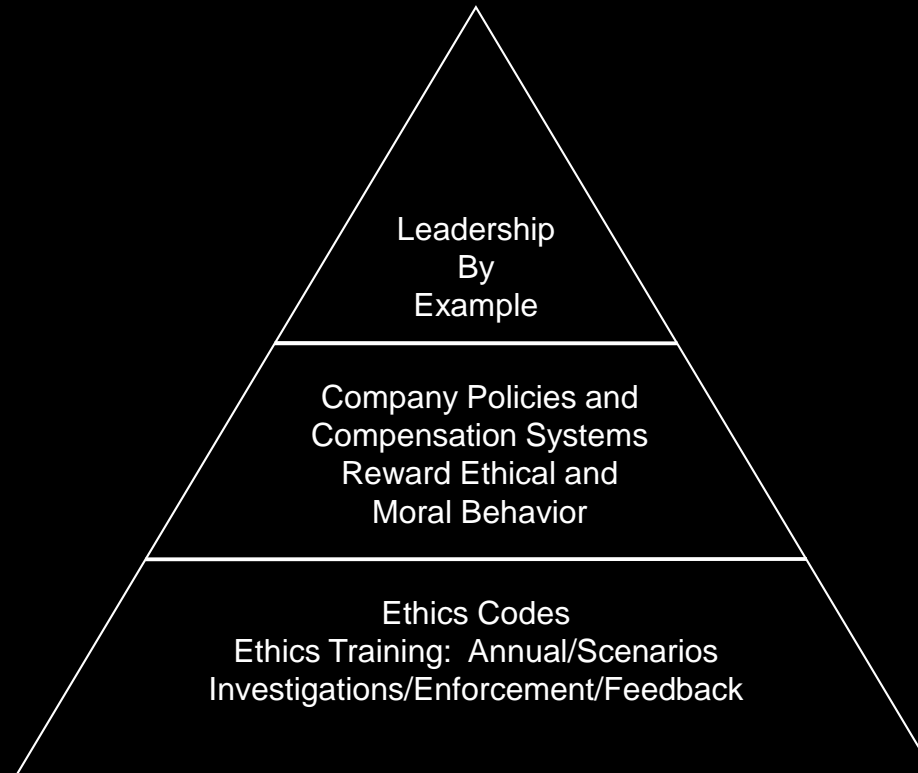 Leadership
By
Example
Company Policies and
Compensation Systems
Reward Ethical and
Moral Behavior
Ethics Codes
Ethics Training:  Annual/Scenarios
Investigations/Enforcement/Feedback